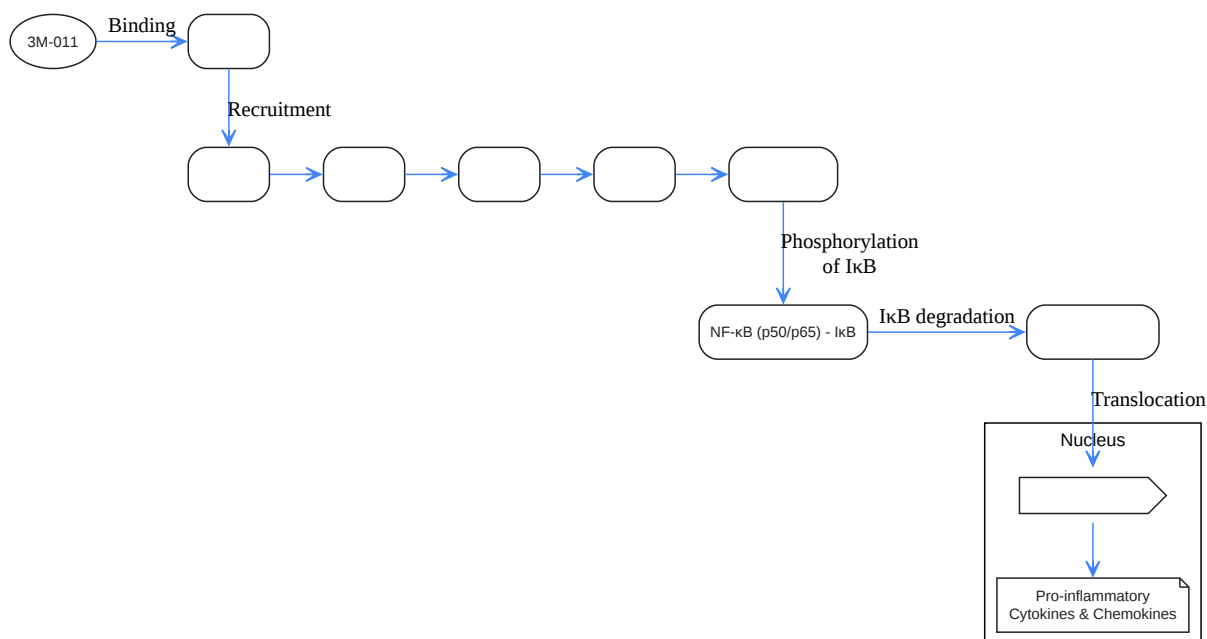 Binding
3M-011
Recruitment
Phosphorylation
of IκB
IκB degradation
NF-κB (p50/p65) - IκB
Translocation
Nucleus
Pro-inflammatory
Cytokines & Chemokines